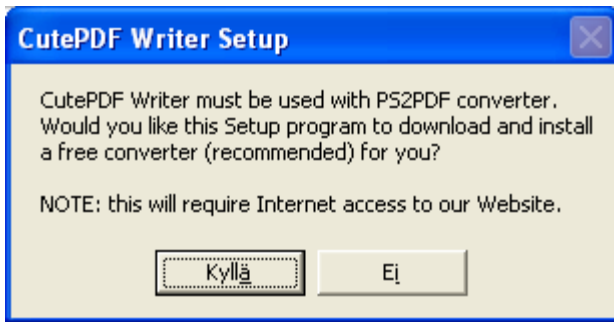 CutePDF Writer Setup
CutePDF Writer must be used with PS2PDF converter.
Would you like this Setup program to download and install
a free converter (recommended) for you?
NOTE: this will require Internet access to our Website.
Kyllä
Ei